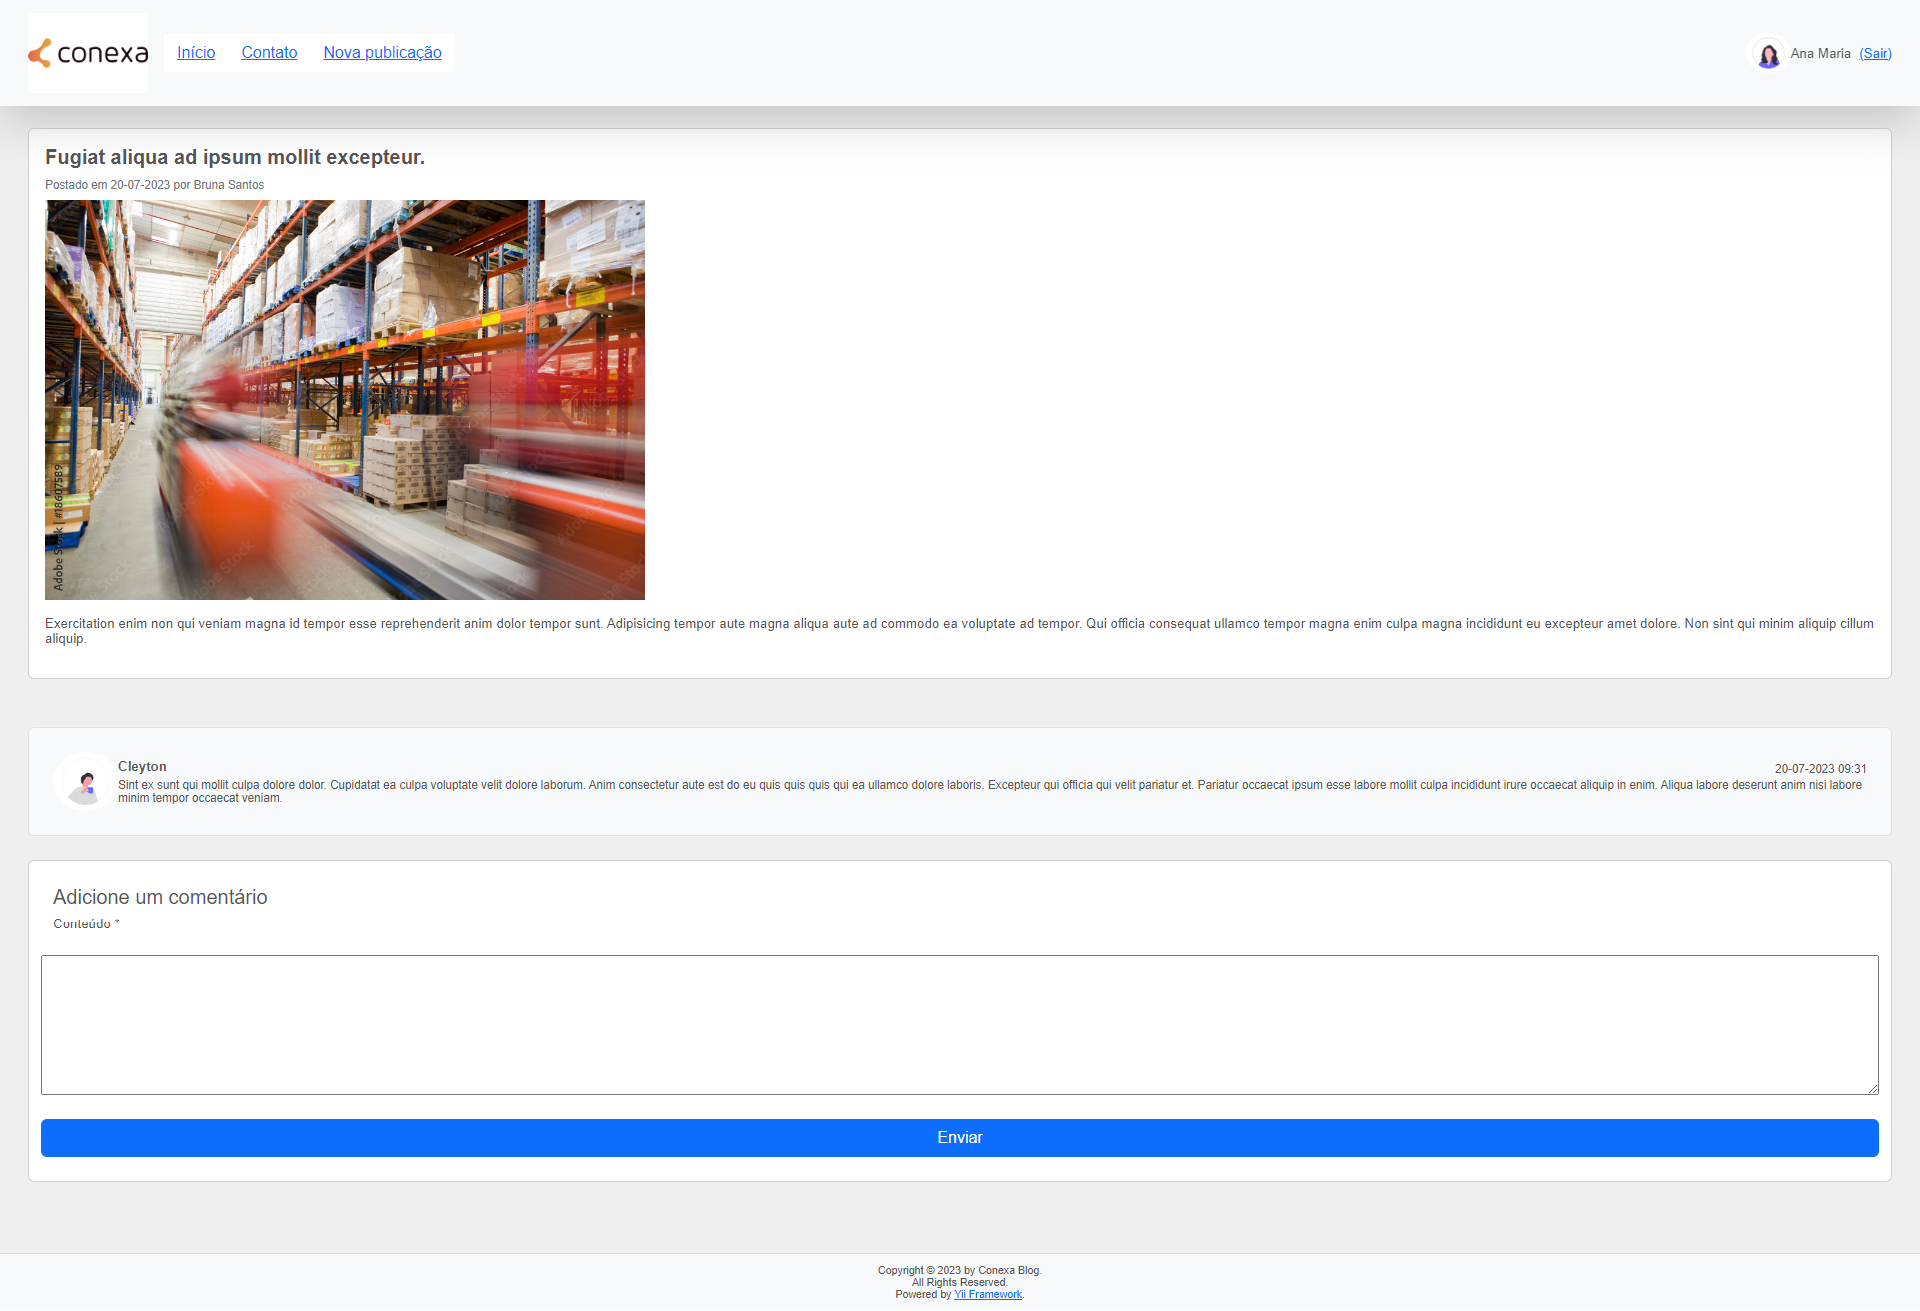 conexa
Início Contato Nova publicação
Ana Maria (Sair)
Fugiat aliqua ad ipsum mollit excepteur.
Postado em 20-07-2023 por Bruna Santos
Adobe Stock | #18607589
Exercitation enim non qui veniam magna id tempor esse reprehenderit anim dolor tempor sunt. Adipisicing tempor aute magna aliqua aute ad commodo ea voluptate ad tempor. Qui officia consequat ullamco tempor magna enim culpa magna incididunt eu excepteur amet dolore. Non sint qui minim aliquip cillum
aliquip.
Cleyton
20-07-2023 09:31
Sint ex sunt qui mollit culpa dolore dolor. Cupidatat ea culpa voluptate velit dolore laborum. Anim consectetur aute est do eu quis quis quis qui ea ullamco dolore laboris. Excepteur qui officia qui velit pariatur et. Pariatur occaecat ipsum esse labore mollit culpa incididunt irure occaecat aliquip in enim. Aliqua labore deserunt anim nisi labore
minim tempor occaecat veniam.
Adicione um comentário
Conteúdo *
Enviar
Copyright © 2023 by Conexa Blog.
All Rights Reserved.
Powered by Yii Framework.